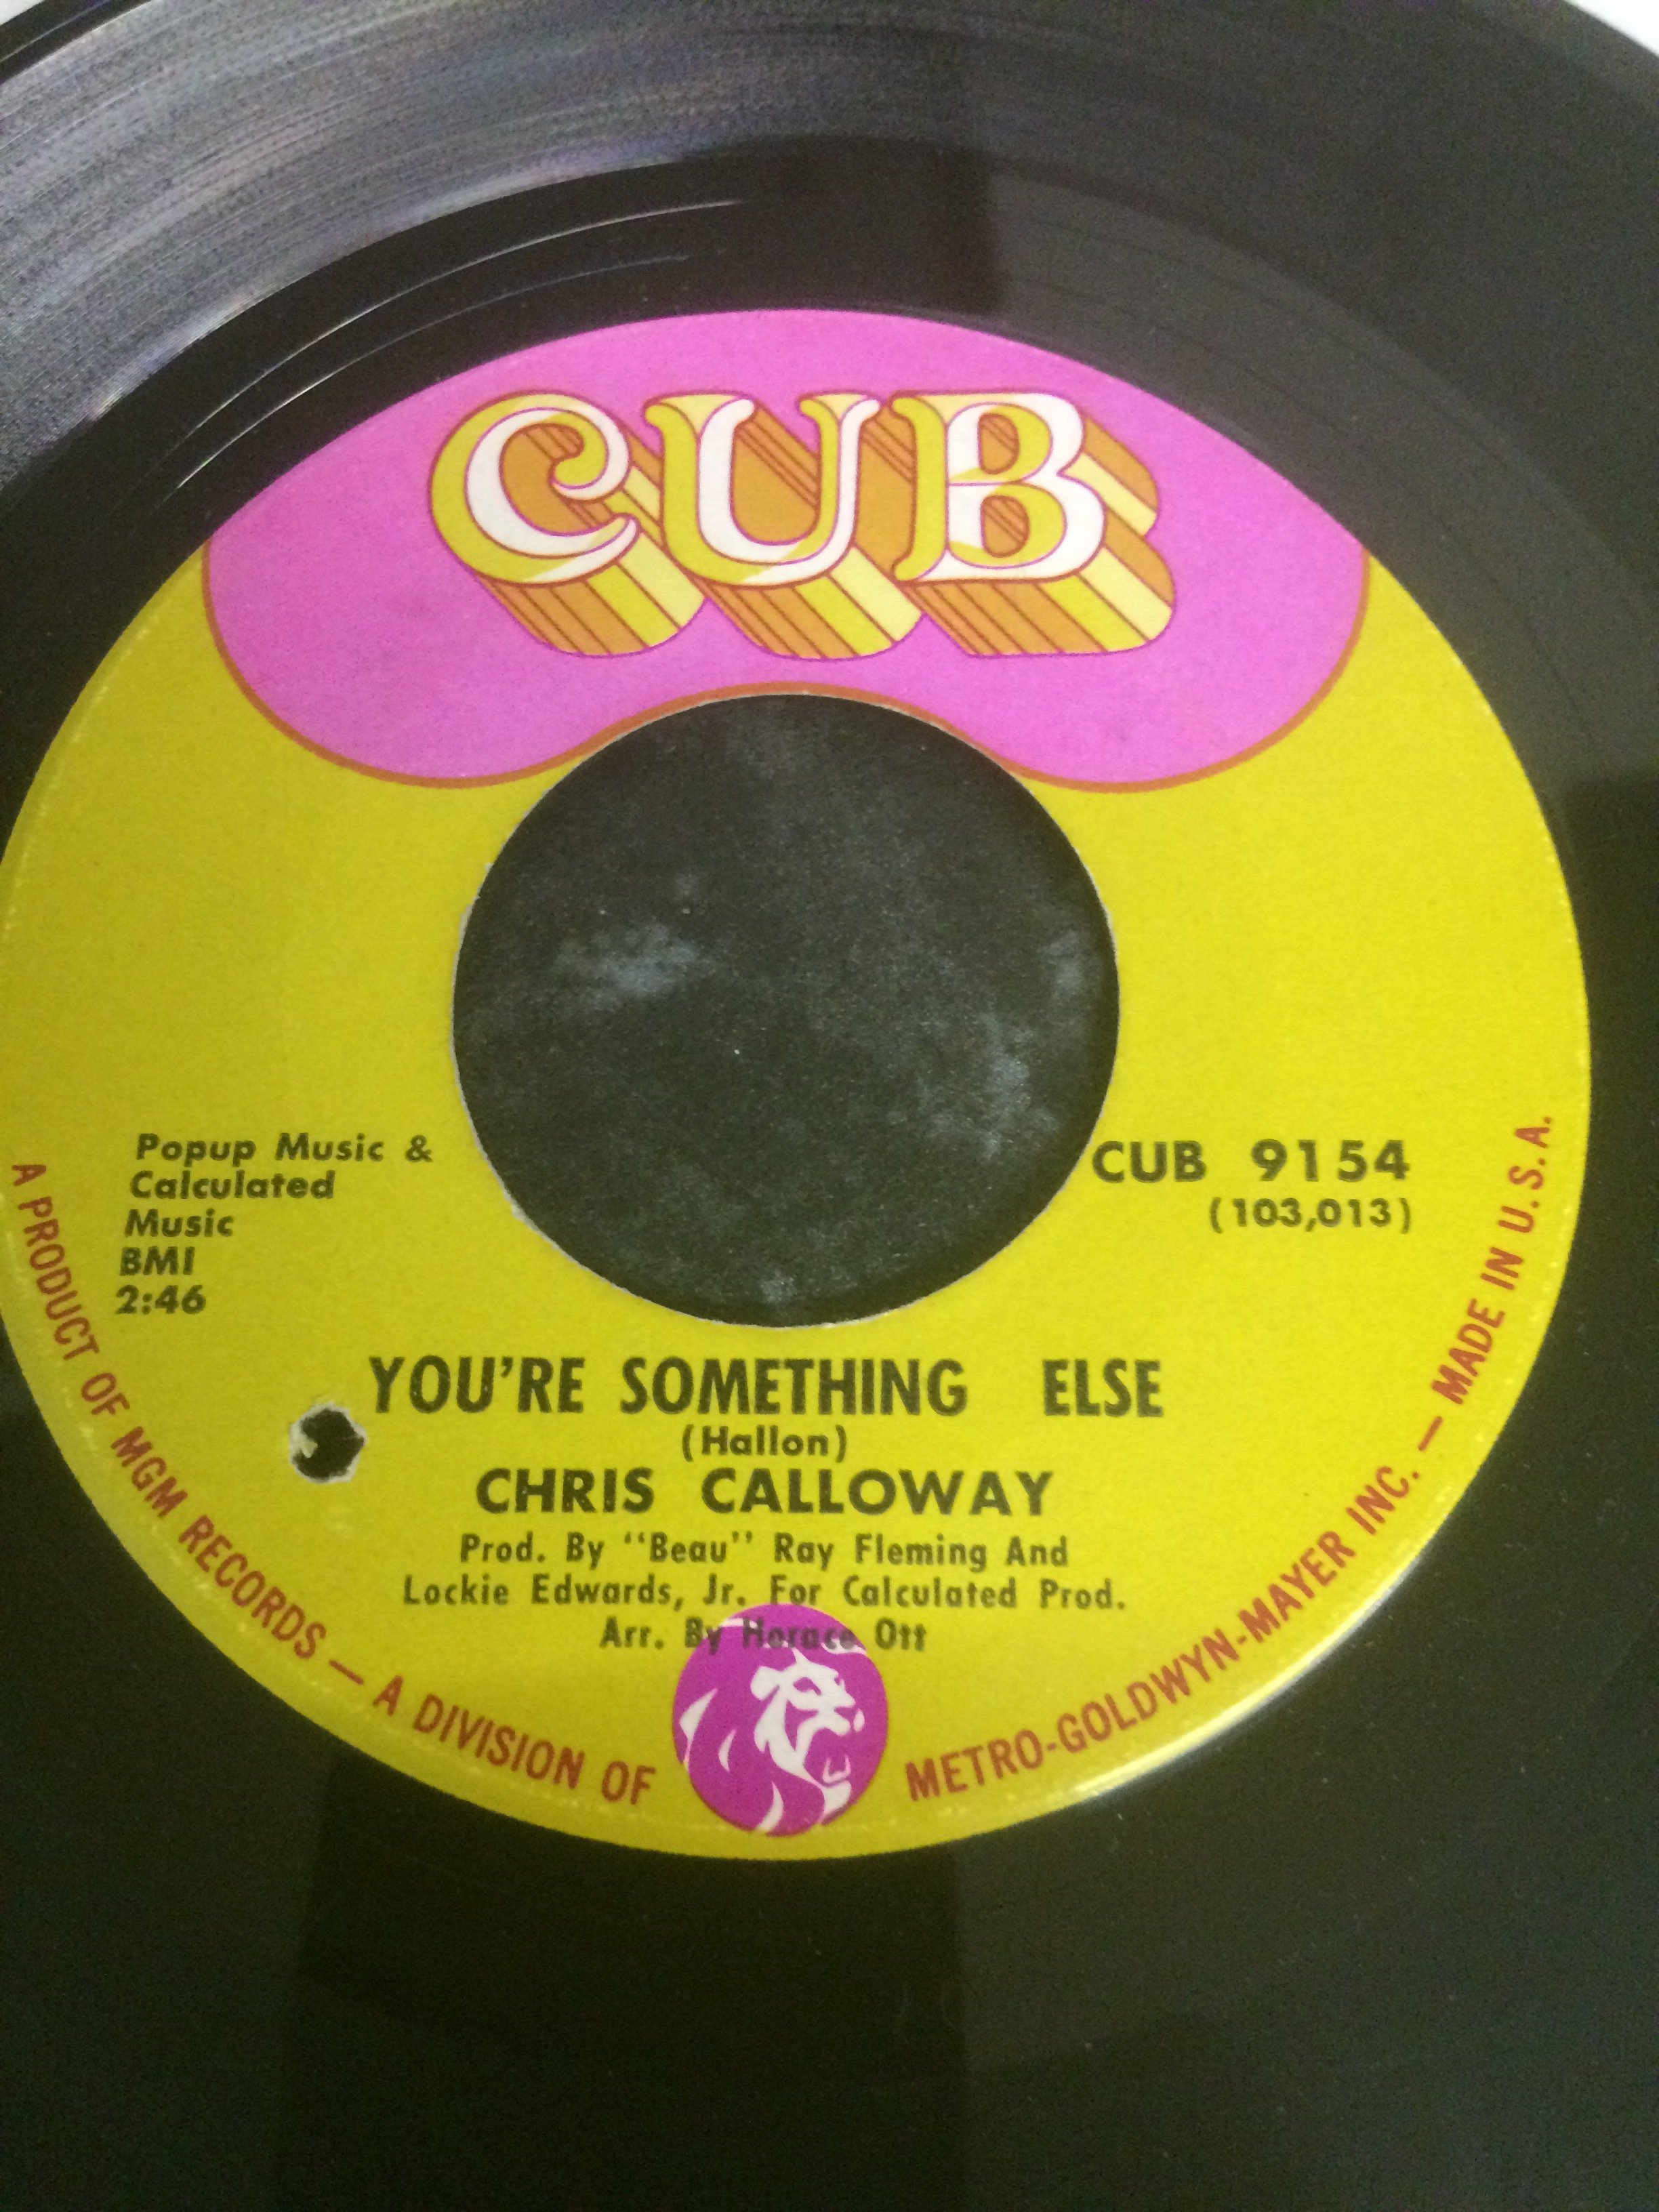 CUB
Popup Music &
Calculated
Music
BMI
2:46
CUB 9154
(103,013)
YOU'RE SOMETHING ELSE
(Hallon)
CHRIS CALLOWAY
Prod. By "Beau" Ray Fleming And
Lockie Edwards, Jr. For Calculated Prod.
Arr. By Horace Ott
A PRODUCT OF MGM RECORDS — A DIVISION OF METRO-GOLDWYN-MAYER INC. — MADE IN U.S.A.